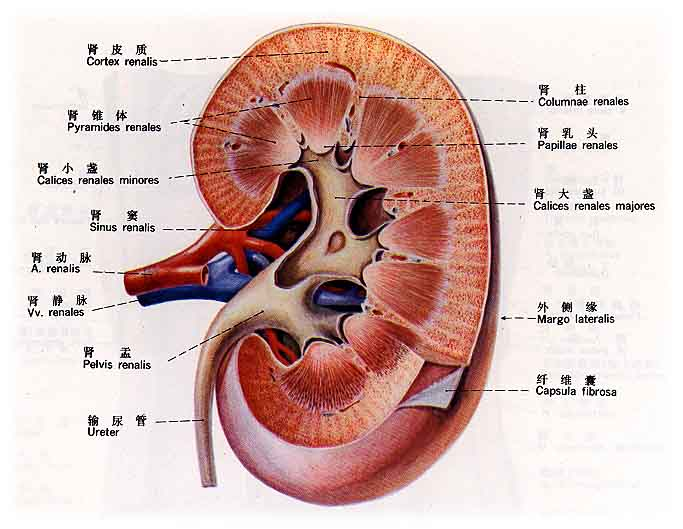 肾皮质
Cortex renalis
肾锥体
Pyramides renales
肾小盏
Calices renales minores
肾窦
Sinus renalis
肾动脉
A. renalis
肾静脉
Vv. renales
肾盂
Pelvis renalis
输尿管
Ureter
肾柱
Columnae renales
肾乳头
Papillae renales
肾大盏
Calices renales majores
外侧缘
Margo lateralis
纤维囊
Capsula fibrosa